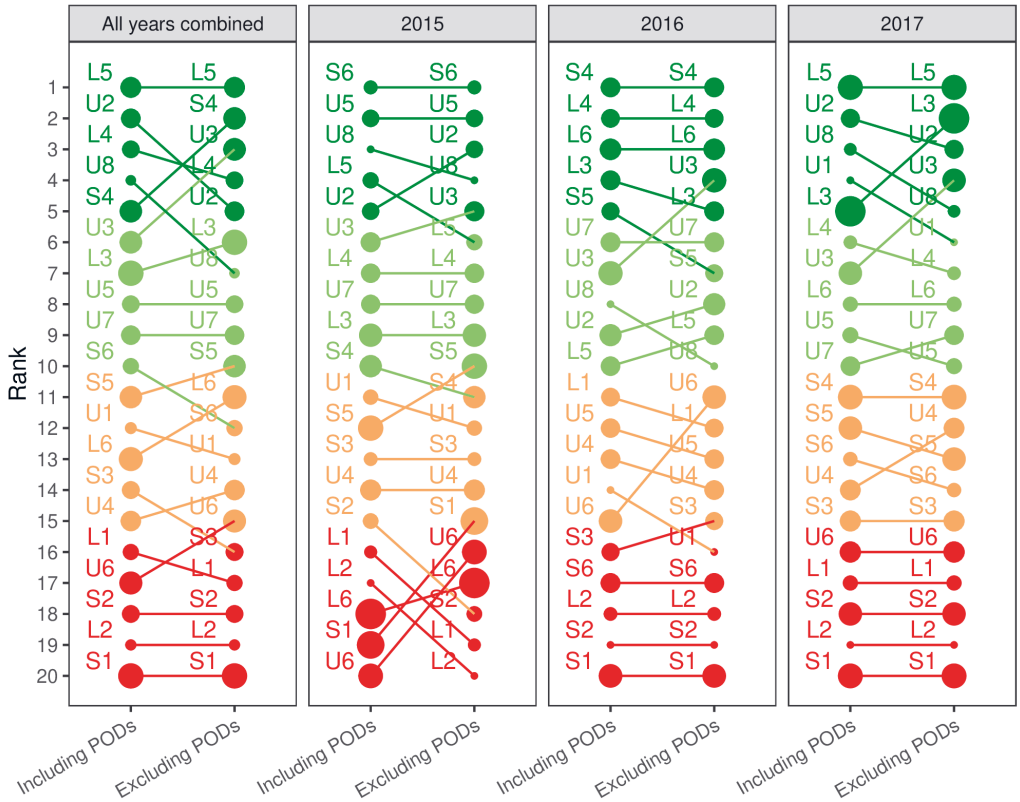 All years combined 2015 2016 2017
Rank
1 L5 L5 S6 S6 S4 S4 L5 L5
2 U2 S4 U5 U5 L4 L4 U2 L3
3 L4 U3 U8 U2 L6 L6 U8 U2
4 U8 L4 L5 U8 L3 U3 U1 U3
5 S4 U2 U2 U3 S5 L3 L3 U8
6 U3 L3 U3 L5 U7 U7 L4 U1
7 L3 U8 L4 L4 U3 S5 U3 L4
8 U5 U5 U7 U7 U8 U2 L6 L6
9 U7 U7 L3 L3 U2 L5 U5 U7
10 S6 S5 S4 S5 L5 U8 U7 U5
11 S5 L6 U1 S4 L1 U6 S4 S4
12 U1 S6 S5 U1 U5 L1 S5 U4
13 L6 U1 S3 S3 U4 U5 S6 S5
14 S3 U4 U4 U4 U1 U4 U4 S6
15 U4 U6 S2 S1 U6 S3 S3 S3
16 L1 S3 L1 U6 S3 U1 U6 U6
17 U6 L1 L2 L6 S6 S6 L1 L1
18 S2 S2 L6 S2 L2 L2 S2 S2
19 L2 L2 S1 L1 S2 S2 L2 L2
20 S1 S1 U6 L2 S1 S1 S1 S1
Including PODs Excluding PODs Including PODs Excluding PODs Including PODs Excluding PODs Including PODs Excluding PODs